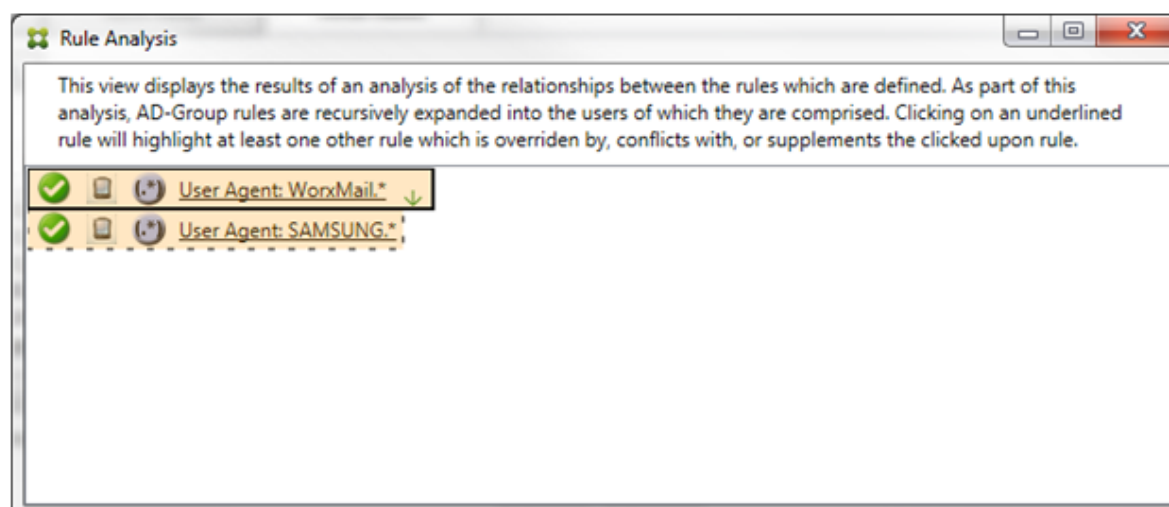 Rule Analysis
This view displays the results of an analysis of the relationships between the rules which are defined. As part of this
analysis, AD-Group rules are recursively expanded into the users of which they are comprised. Clicking on an underlined
rule will highlight at least one other rule which is overriden by, conflicts with, or supplements the clicked upon rule.
(.*) User Agent: WorxMail.*
(.*) User Agent: SAMSUNG.*